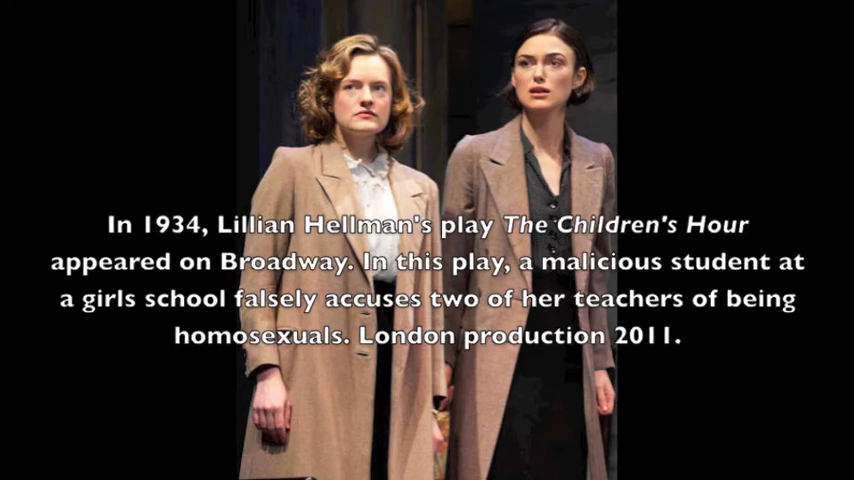 In 1934, Lillian Hellman's play The Children's Hour
appeared on Broadway. In this play, a malicious student at
a girls school falsely accuses two of her teachers of being
homosexuals. London production 2011.